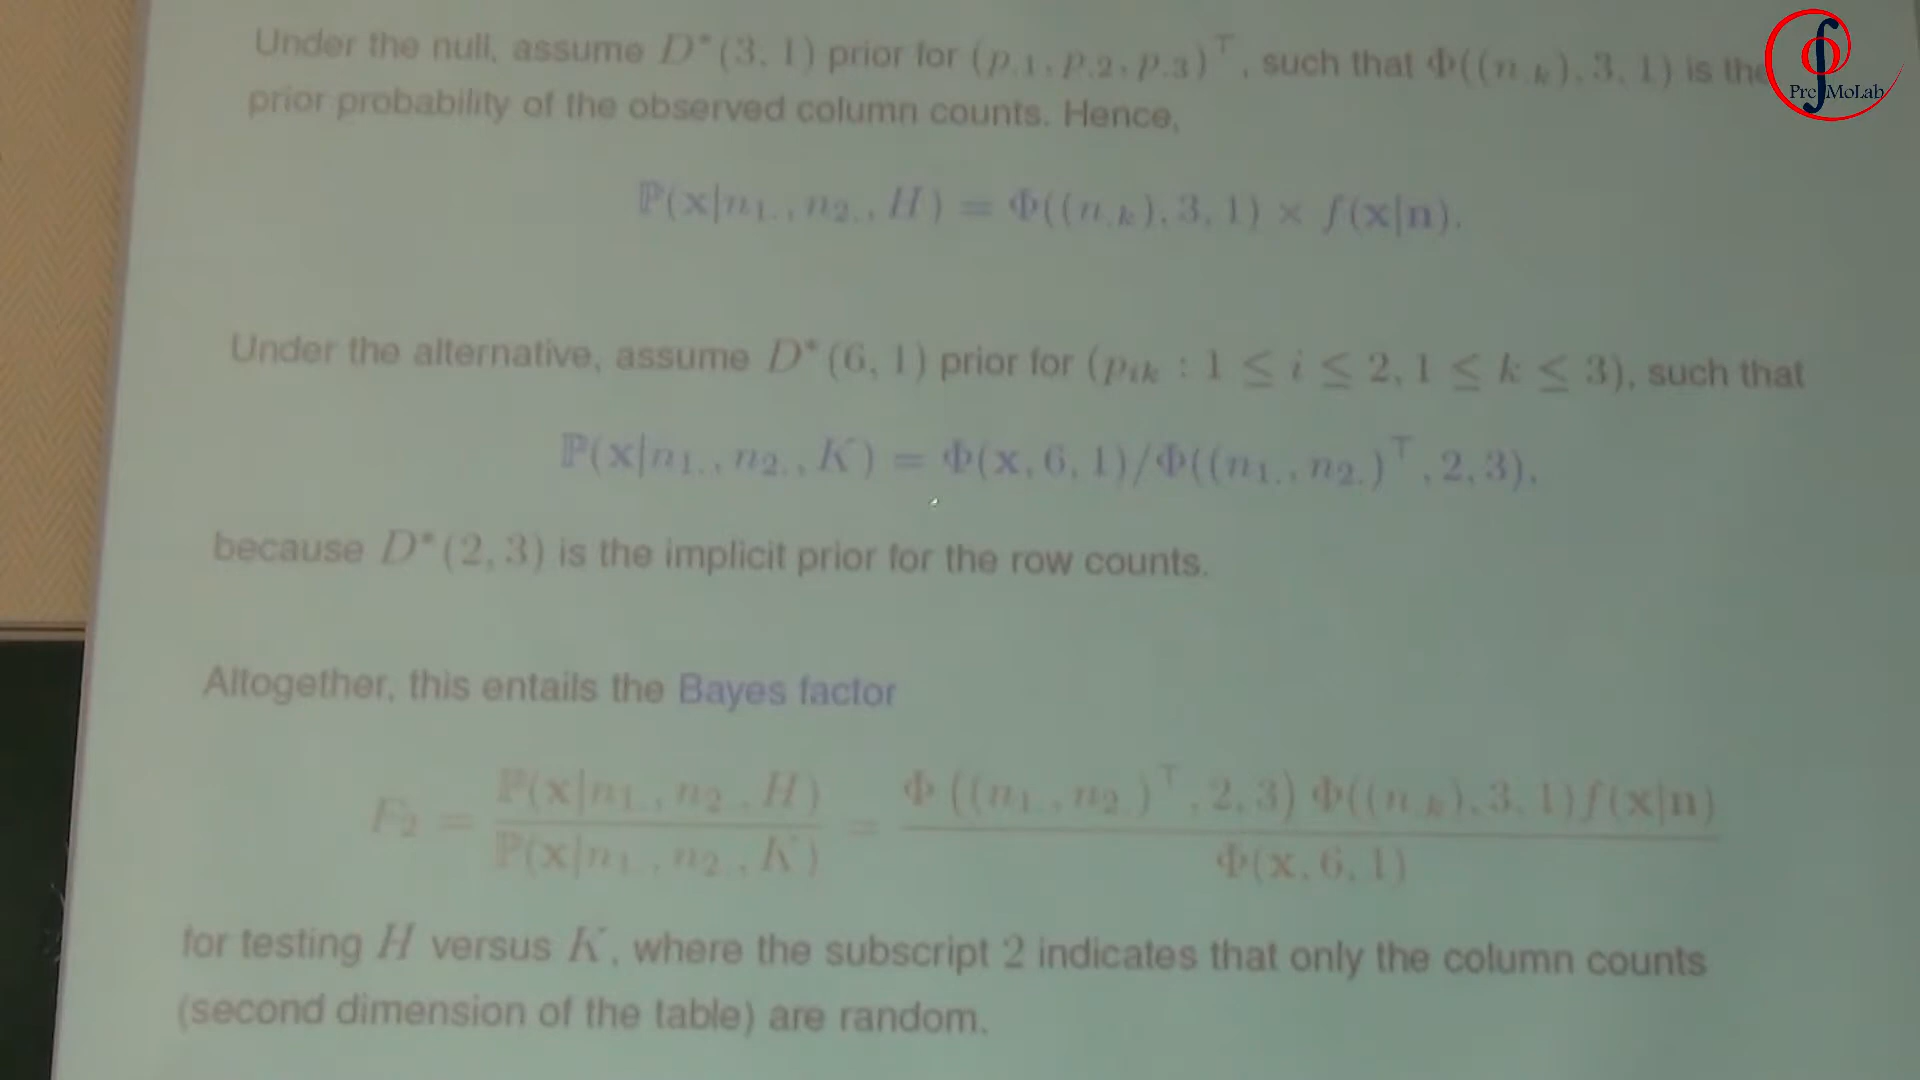 Under the null, assume D*(3, 1) prior for (p.1, p.2, p.3)⊤, such that Φ((n.k), 3, 1) is the
prior probability of the observed column counts. Hence,
ℙ(x|n1., n2., H) = Φ((n.k), 3, 1) × f(x|n).
Under the alternative, assume D*(6, 1) prior for (pik : 1 ≤ i ≤ 2, 1 ≤ k ≤ 3), such that
ℙ(x|n1., n2., K) = Φ(x, 6, 1)/Φ((n1., n2.)⊤, 2, 3),
because D*(2, 3) is the implicit prior for the row counts.
Altogether, this entails the Bayes factor
F2 = ℙ(x|n1., n2., H) / ℙ(x|n1., n2., K) = Φ((n1., n2.)⊤, 2, 3) Φ((n.k), 3, 1) f(x|n) / Φ(x, 6, 1)
for testing H versus K, where the subscript 2 indicates that only the column counts
(second dimension of the table) are random.
PreMoLab